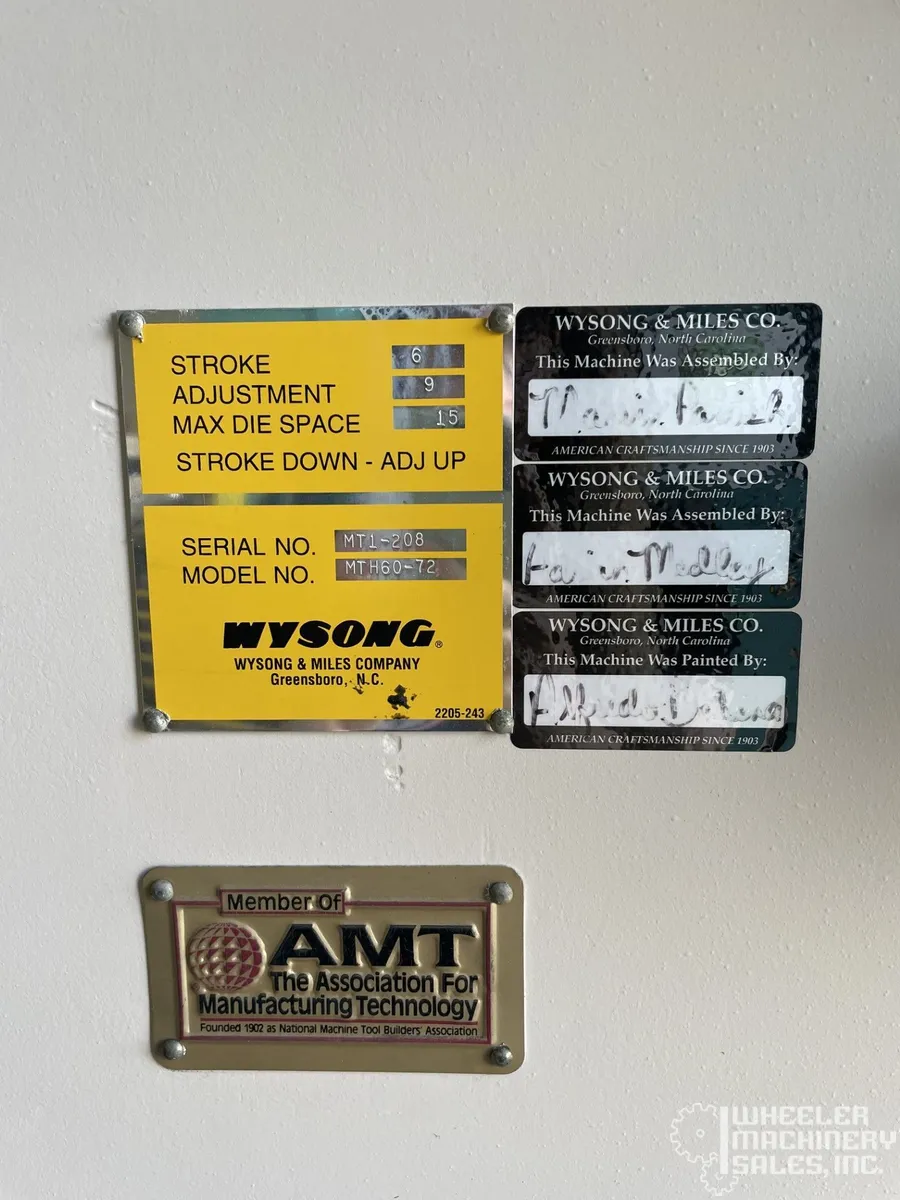 STROKE 6
ADJUSTMENT 9
MAX DIE SPACE 15
STROKE DOWN - ADJ UP
SERIAL NO. MT1-208
MODEL NO. MTH60-72
WYSONG®
WYSONG & MILES COMPANY
Greensboro, N.C.
2205-243
WYSONG & MILES CO.
Greensboro, North Carolina
This Machine Was Assembled By:
AMERICAN CRAFTSMANSHIP SINCE 1903
WYSONG & MILES CO.
Greensboro, North Carolina
This Machine Was Assembled By:
Medley
AMERICAN CRAFTSMANSHIP SINCE 1903
WYSONG & MILES CO.
Greensboro, North Carolina
This Machine Was Painted By:
Alfredo
AMERICAN CRAFTSMANSHIP SINCE 1903
Member Of
AMT
The Association For
Manufacturing Technology
Founded 1902 as National Machine Tool Builders' Association
WHEELER
MACHINERY
SALES, INC.